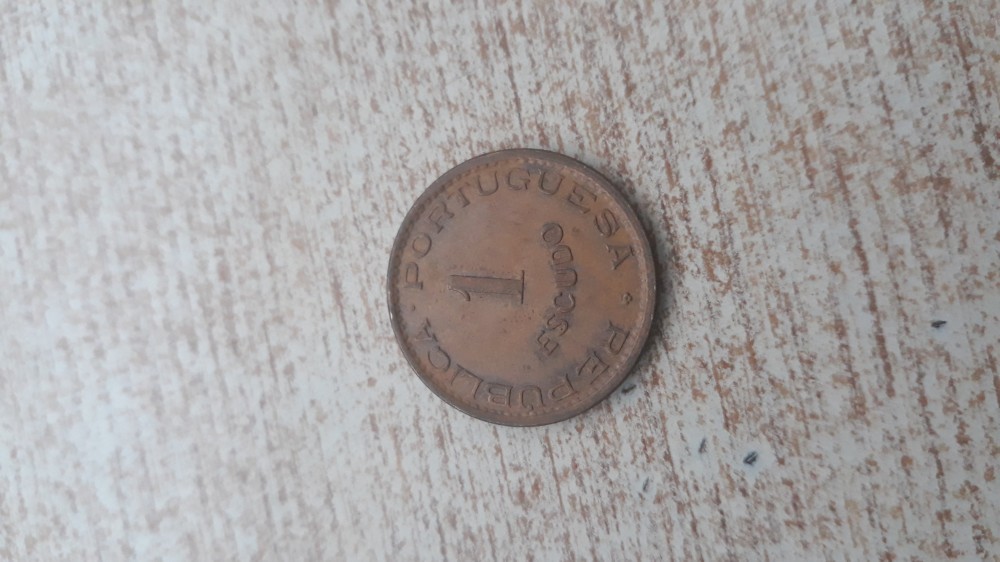 REPUBLICA · PORTUGUESA
1
ESCUDO